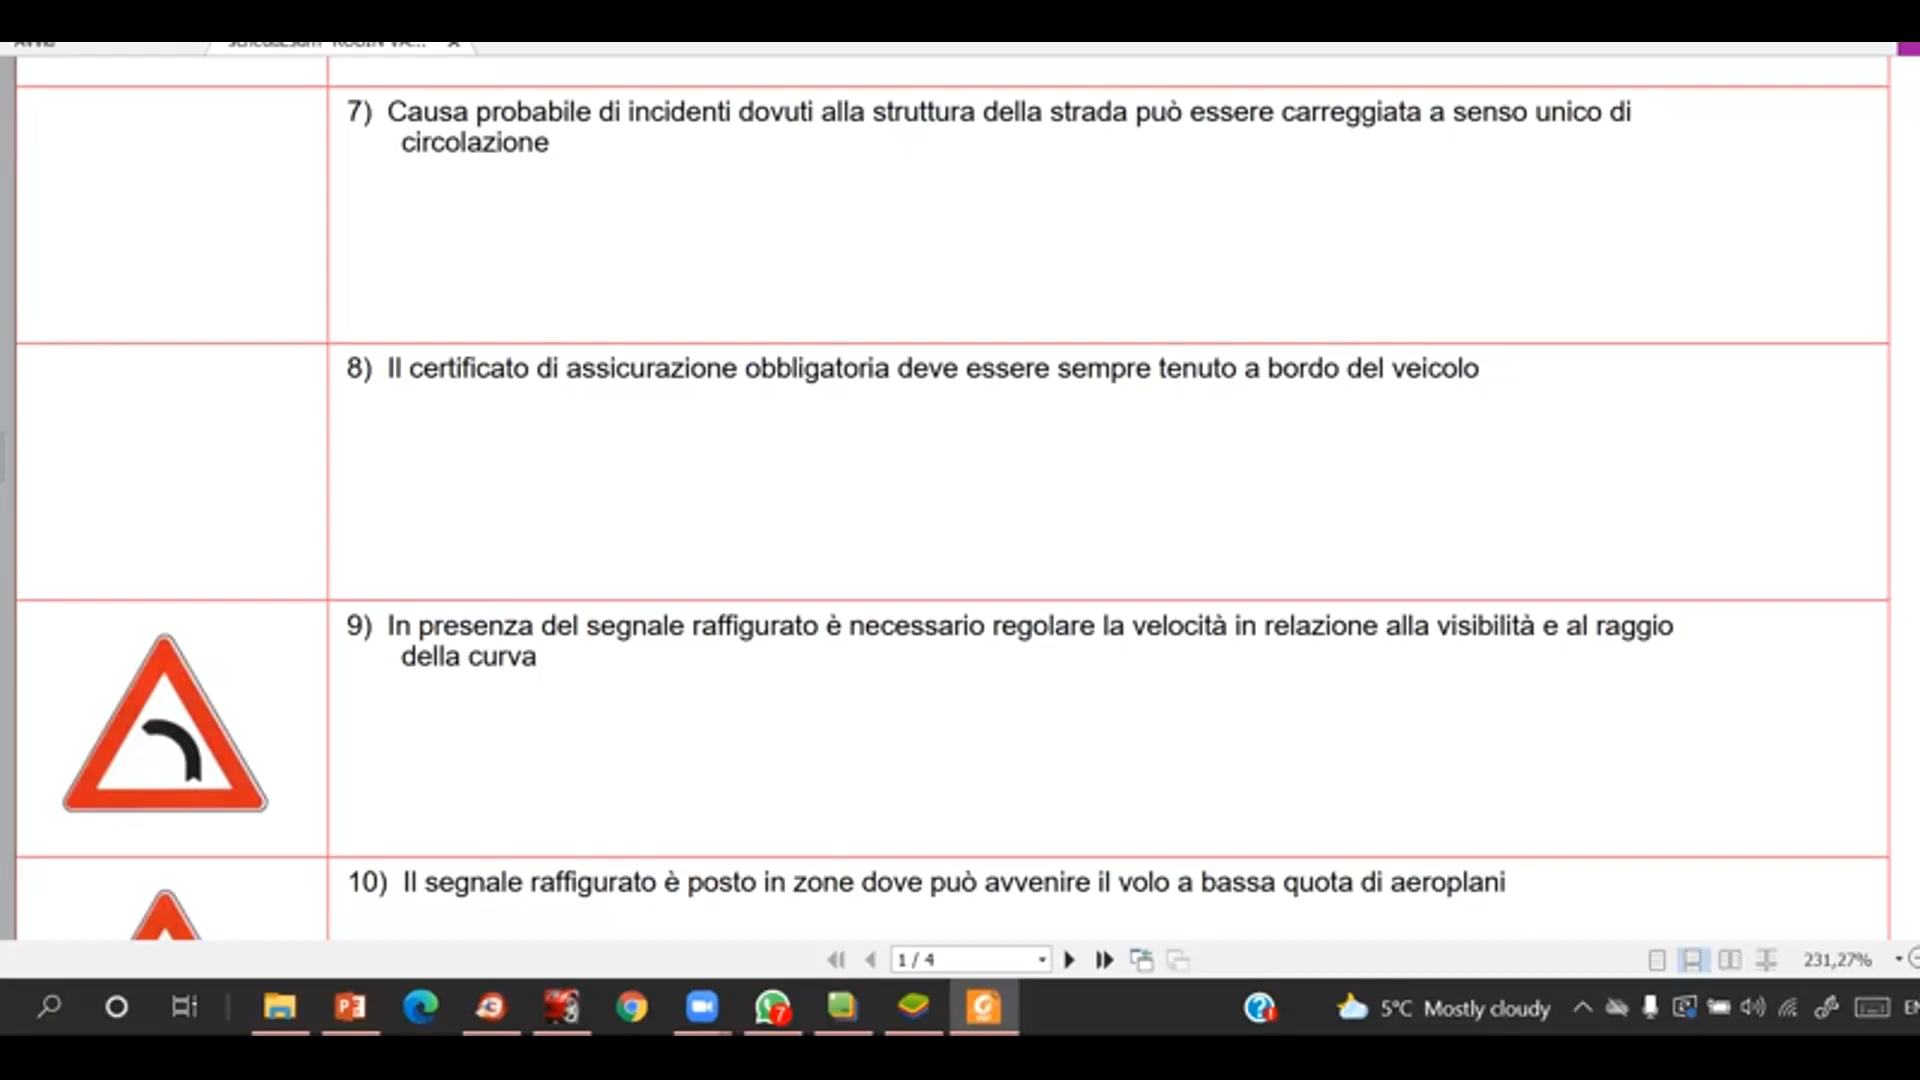 7) Causa probabile di incidenti dovuti alla struttura della strada può essere carreggiata a senso unico di
circolazione
8) Il certificato di assicurazione obbligatoria deve essere sempre tenuto a bordo del veicolo
9) In presenza del segnale raffigurato è necessario regolare la velocità in relazione alla visibilità e al raggio
della curva
10) Il segnale raffigurato è posto in zone dove può avvenire il volo a bassa quota di aeroplani
1 / 4
231,27%
7
5°C Mostly cloudy